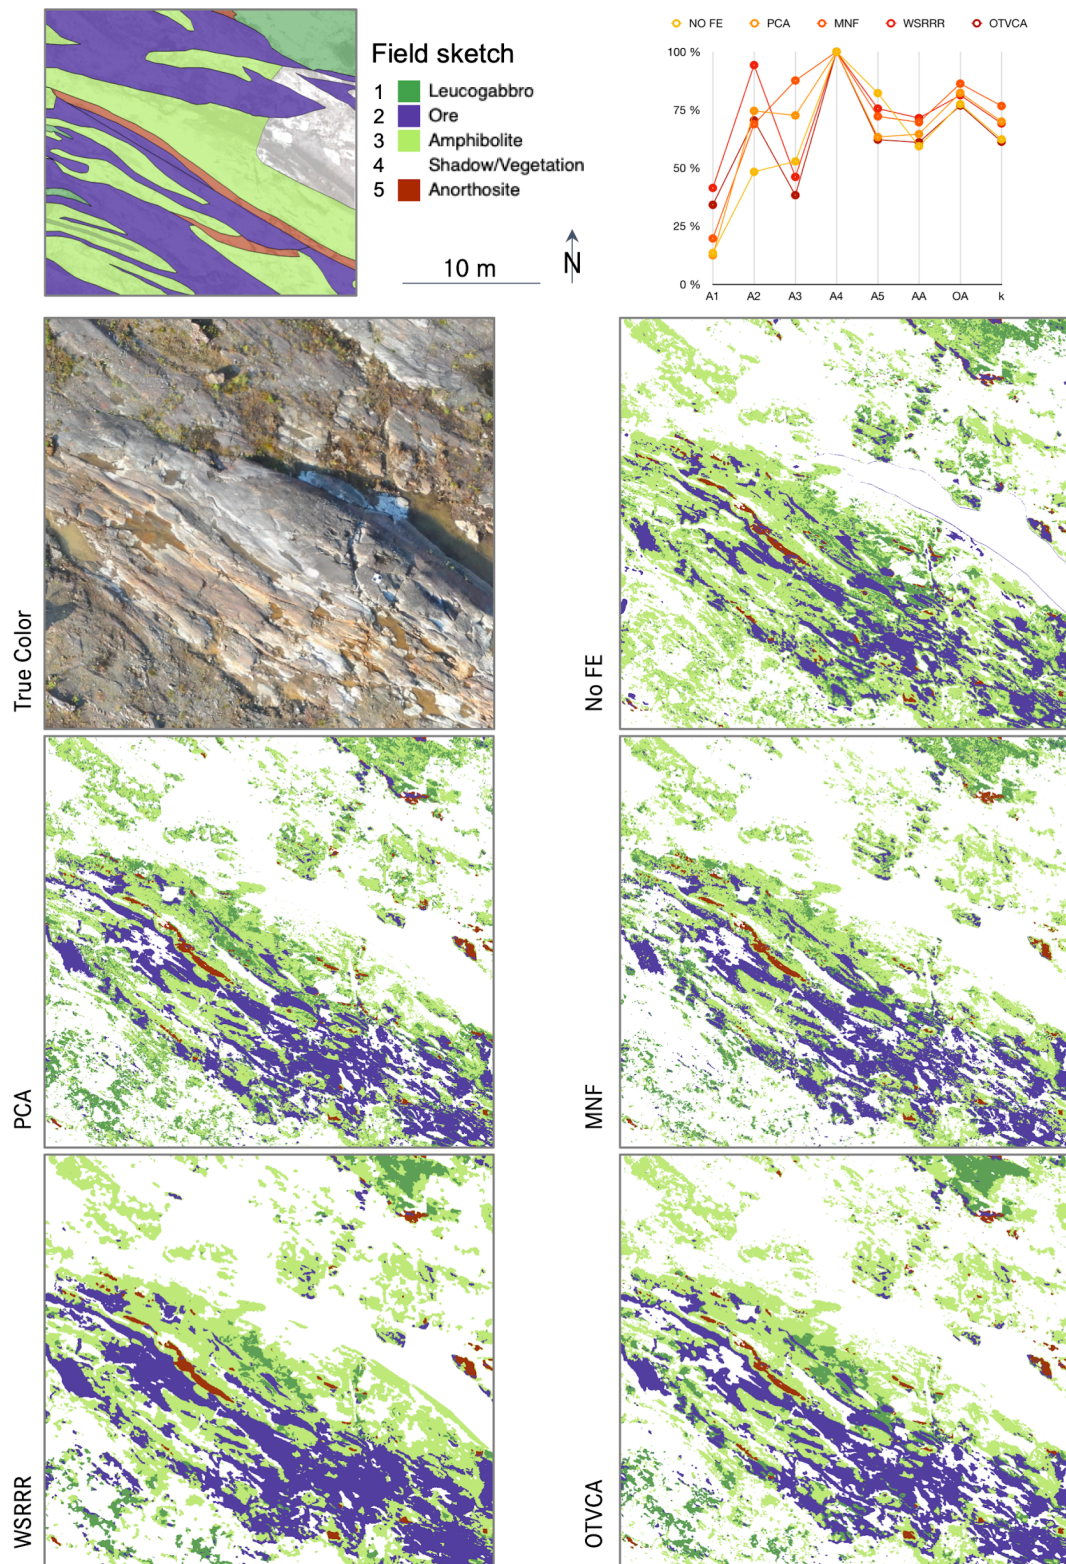 Field sketch
1 Leucogabbro
2 Ore
3 Amphibolite
4 Shadow/Vegetation
5 Anorthosite
10 m
N
NO FE PCA MNF WSRRR OTVCA
100 %
75 %
50 %
25 %
0 %
A1 A2 A3 A4 A5 AA OA k
True Color
No FE
PCA
MNF
WSRRR
OTVCA